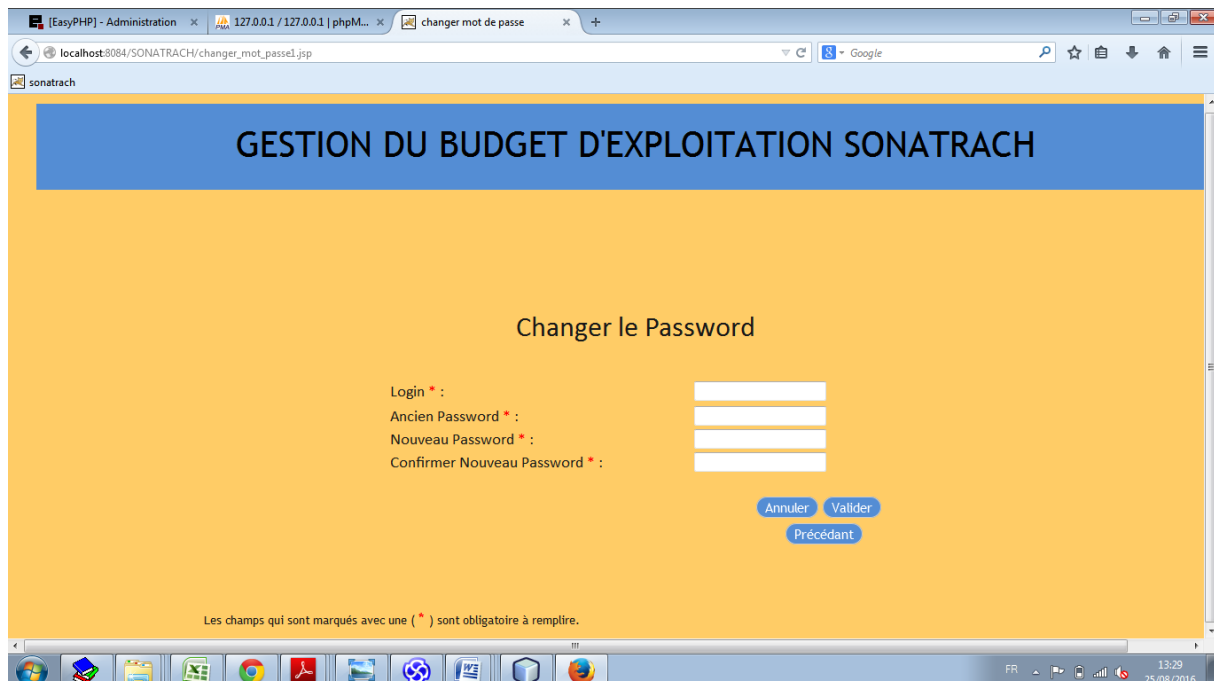 [EasyPHP] - Administration
127.0.0.1 / 127.0.0.1 | phpM...
changer mot de passe
localhost:8084/SONATRACH/changer_mot_passe1.jsp
Google
sonatrach
GESTION DU BUDGET D'EXPLOITATION SONATRACH
Changer le Password
Login * :
Ancien Password * :
Nouveau Password * :
Confirmer Nouveau Password * :
Annuler Valider
Précédant
Les champs qui sont marqués avec une ( * ) sont obligatoire à remplire.
FR
13:29
25/08/2016